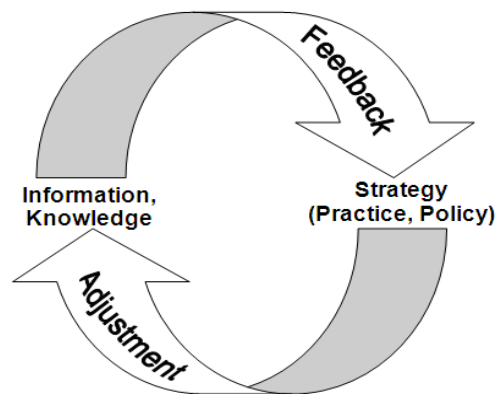 Feedback
Information,
Knowledge
Strategy
(Practice, Policy)
Adjustment